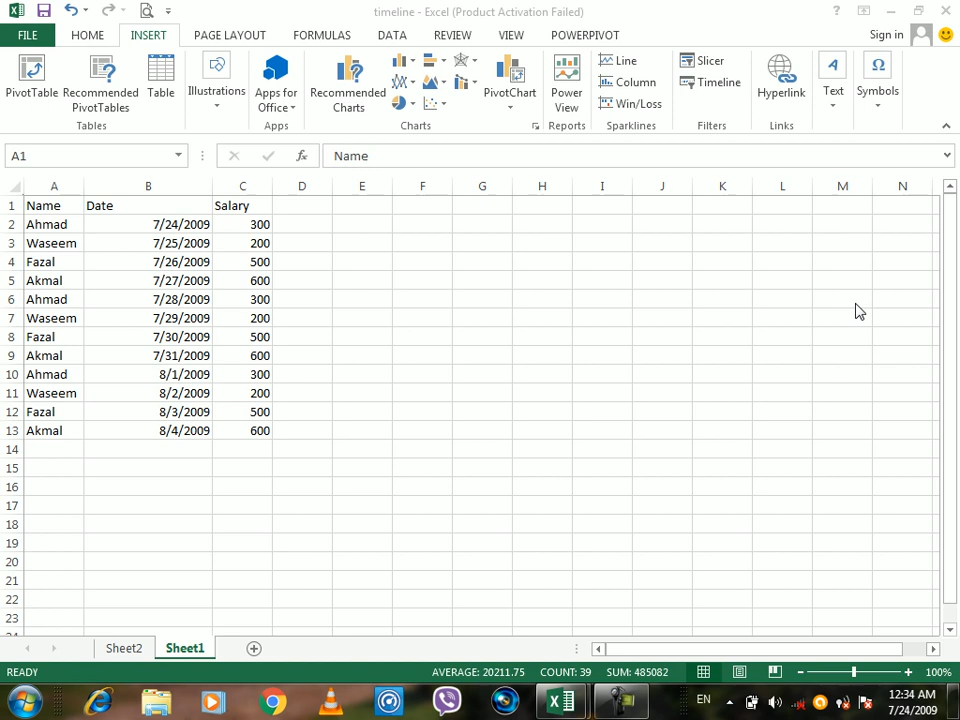 timeline - Excel (Product Activation Failed)
FILE HOME INSERT PAGE LAYOUT FORMULAS DATA REVIEW VIEW POWERPIVOT Sign in
PivotTable Recommended PivotTables Table Illustrations Apps for Office Recommended Charts PivotChart Power View Line Column Win/Loss Slicer Timeline Hyperlink Text Symbols
Tables Apps Charts Reports Sparklines Filters Links
A1 fx Name
A B C D E F G H I J K L M N
1 Name Date Salary
2 Ahmad 7/24/2009 300
3 Waseem 7/25/2009 200
4 Fazal 7/26/2009 500
5 Akmal 7/27/2009 600
6 Ahmad 7/28/2009 300
7 Waseem 7/29/2009 200
8 Fazal 7/30/2009 500
9 Akmal 7/31/2009 600
10 Ahmad 8/1/2009 300
11 Waseem 8/2/2009 200
12 Fazal 8/3/2009 500
13 Akmal 8/4/2009 600
14
15
16
17
18
19
20
21
22
23
24
Sheet2 Sheet1
READY AVERAGE: 20211.75 COUNT: 39 SUM: 485082 100%
EN 12:34 AM
7/24/2009